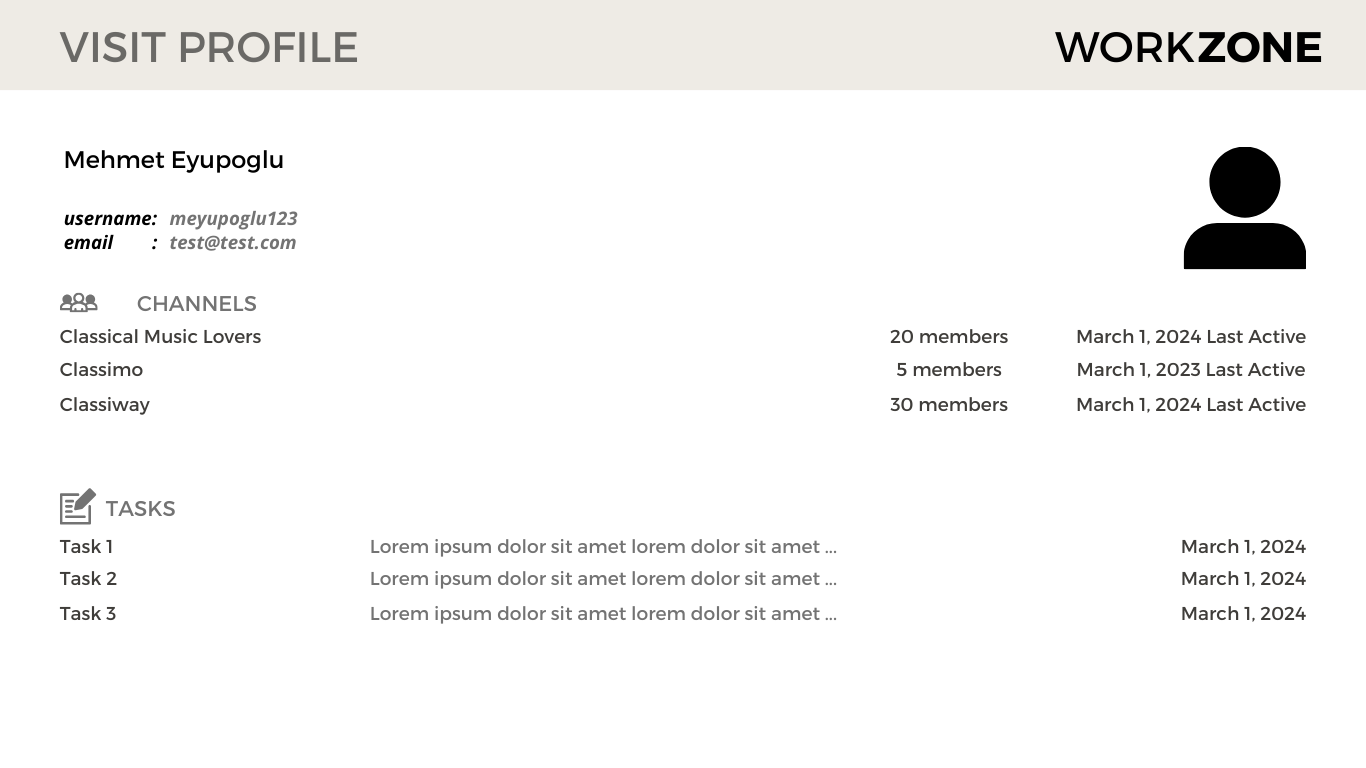 VISIT PROFILE WORKZONE
Mehmet Eyupoglu
username: meyupoglu123
email : test@test.com
CHANNELS
Classical Music Lovers 20 members March 1, 2024 Last Active
Classimo 5 members March 1, 2023 Last Active
Classiway 30 members March 1, 2024 Last Active
TASKS
Task 1 Lorem ipsum dolor sit amet lorem dolor sit amet ... March 1, 2024
Task 2 Lorem ipsum dolor sit amet lorem dolor sit amet ... March 1, 2024
Task 3 Lorem ipsum dolor sit amet lorem dolor sit amet ... March 1, 2024